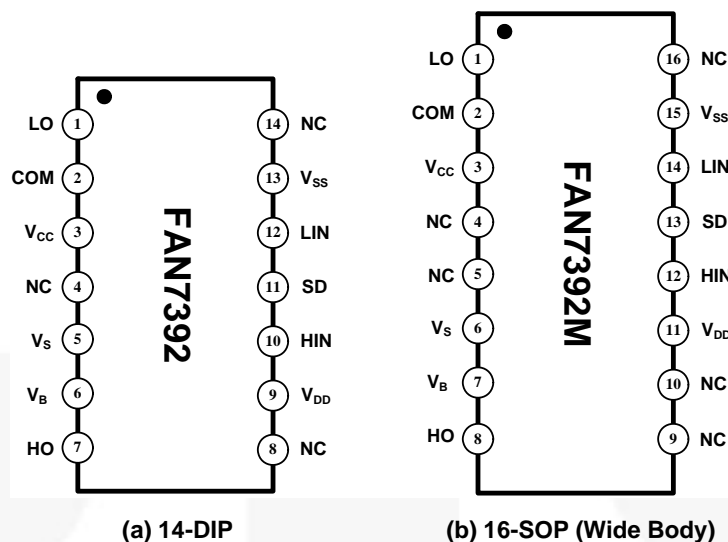 LO 1
COM 2
VCC 3
NC 4
VS 5
VB 6
HO 7
14 NC
13 VSS
12 LIN
11 SD
10 HIN
9 VDD
8 NC
FAN7392
(a) 14-DIP
LO 1
COM 2
VCC 3
NC 4
NC 5
VS 6
VB 7
HO 8
16 NC
15 VSS
14 LIN
13 SD
12 HIN
11 VDD
10 NC
9 NC
FAN7392M
(b) 16-SOP (Wide Body)